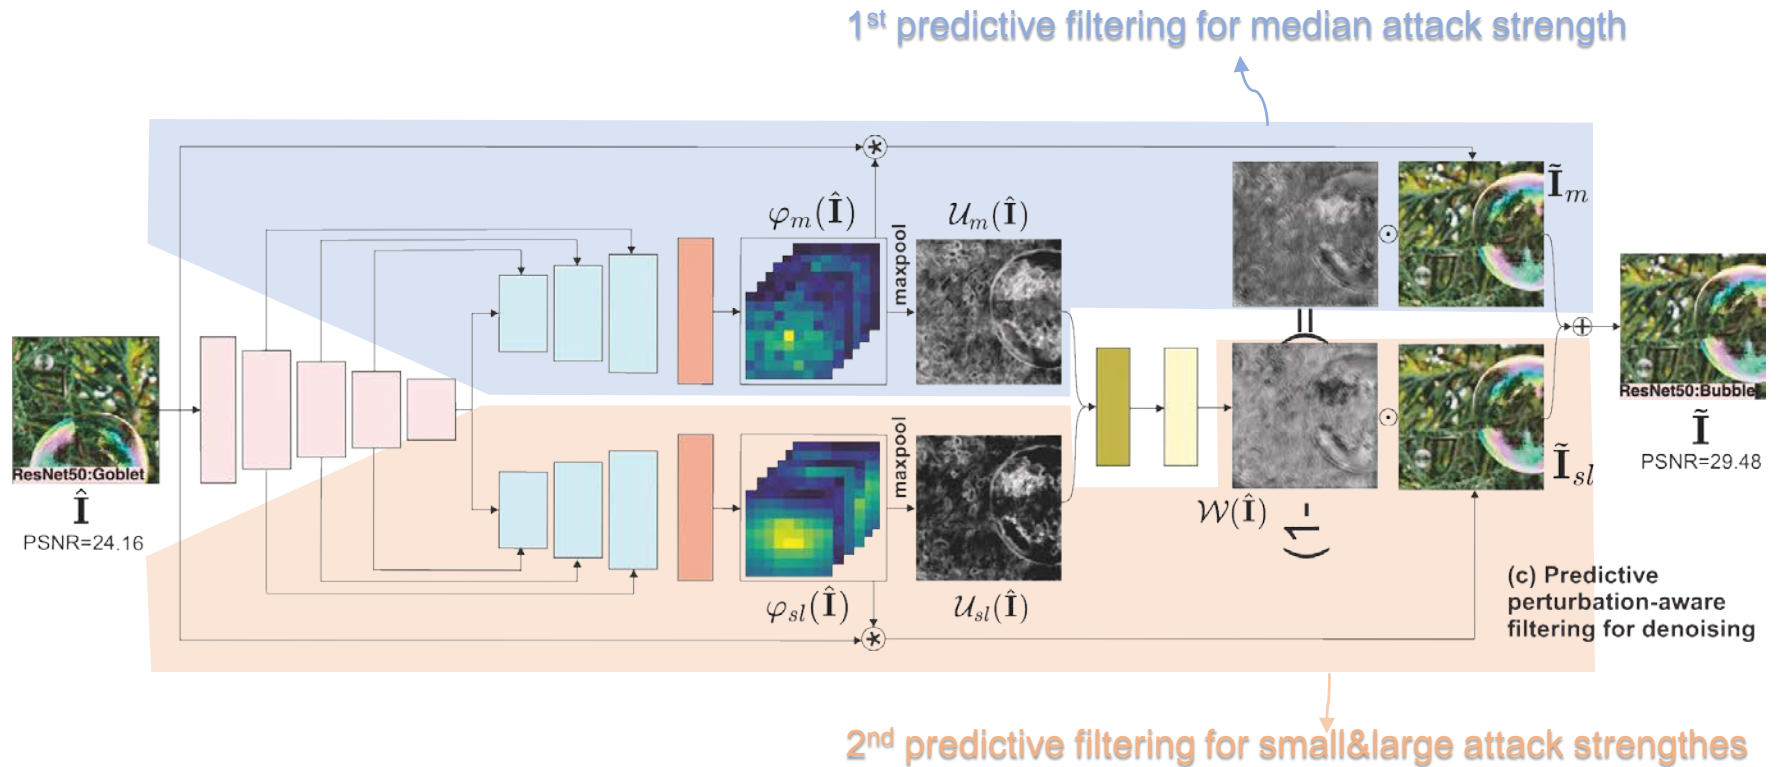 1st predictive filtering for median attack strength
φm(Î)
maxpool
Um(Î)
Ĩm
ResNet50:Goblet
Î
PSNR=24.16
ResNet50:Bubble
Ĩ
PSNR=29.48
Ĩsl
W(Î)
(1-
)
=
maxpool
φsl(Î)
Usl(Î)
(c) Predictive
perturbation-aware
filtering for denoising
2nd predictive filtering for small&large attack strengthes